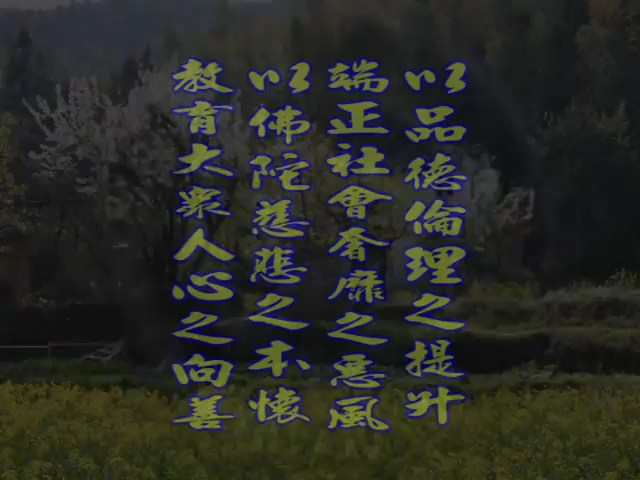 以品德倫理之提升
端正社會奢靡之惡風
以佛陀慈悲之本懷
教育大眾人心之向善